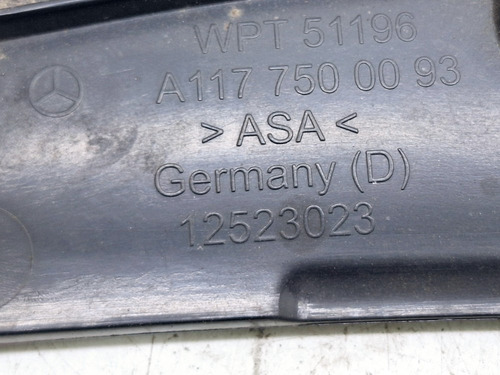 WPT 51196
A117 750 00 93
> ASA <
Germany (D)
12523023